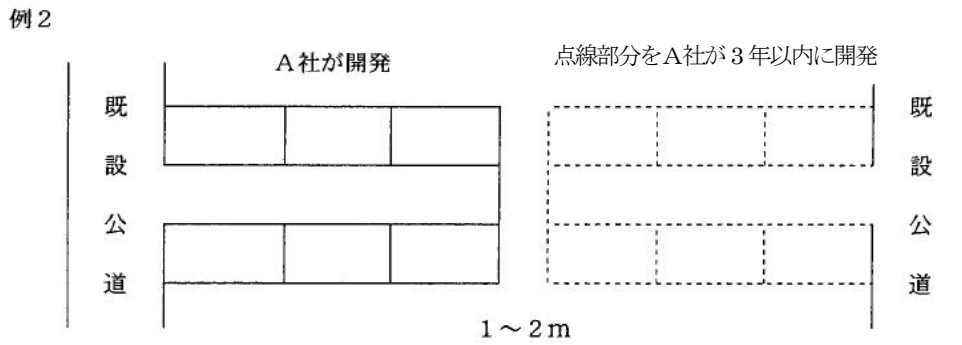 例２
Ａ社が開発
点線部分をＡ社が３年以内に開発
既設公道
既設公道
１～２ｍ